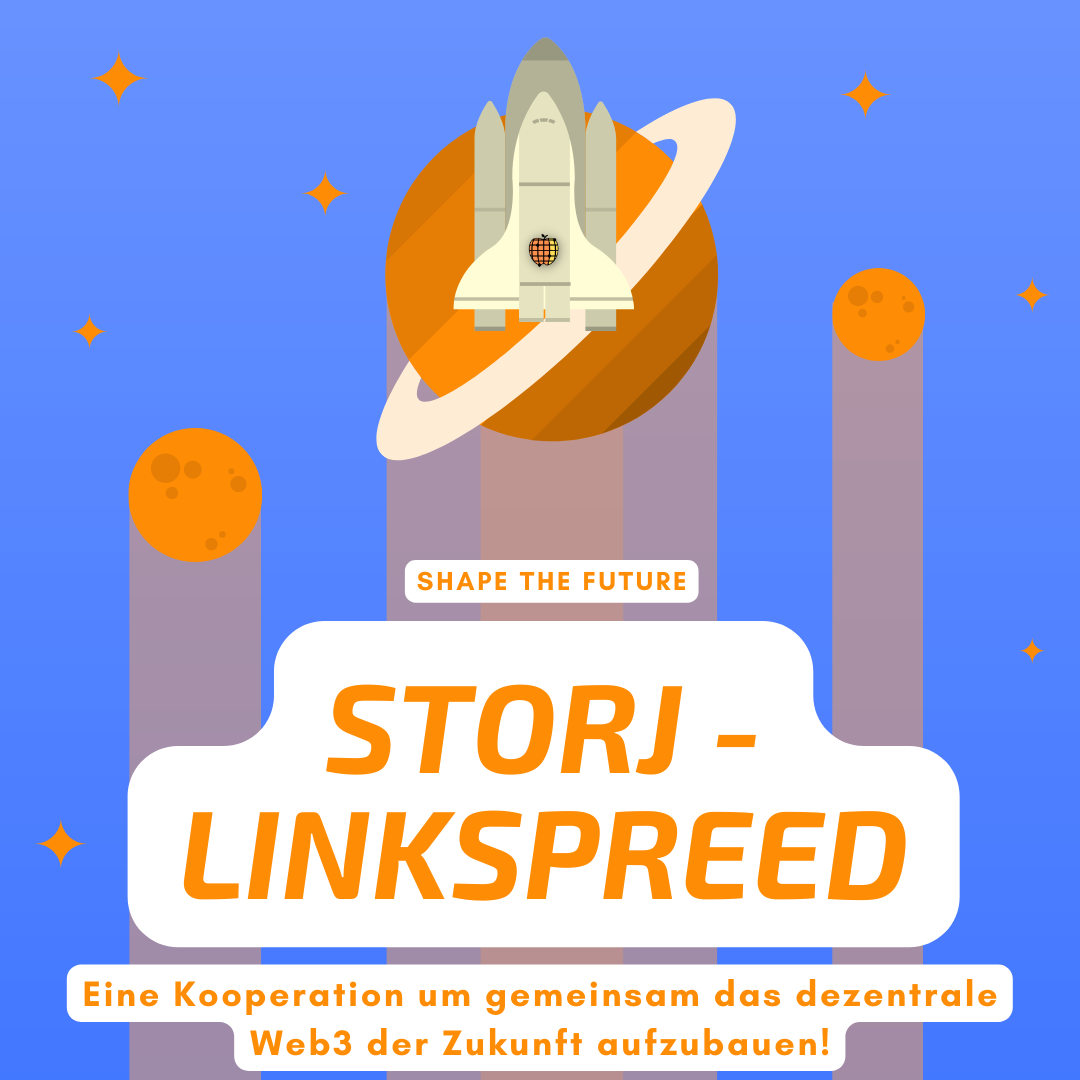 SHAPE THE FUTURE
STORJ -
LINKSPREED
Eine Kooperation um gemeinsam das dezentrale
Web3 der Zukunft aufzubauen!